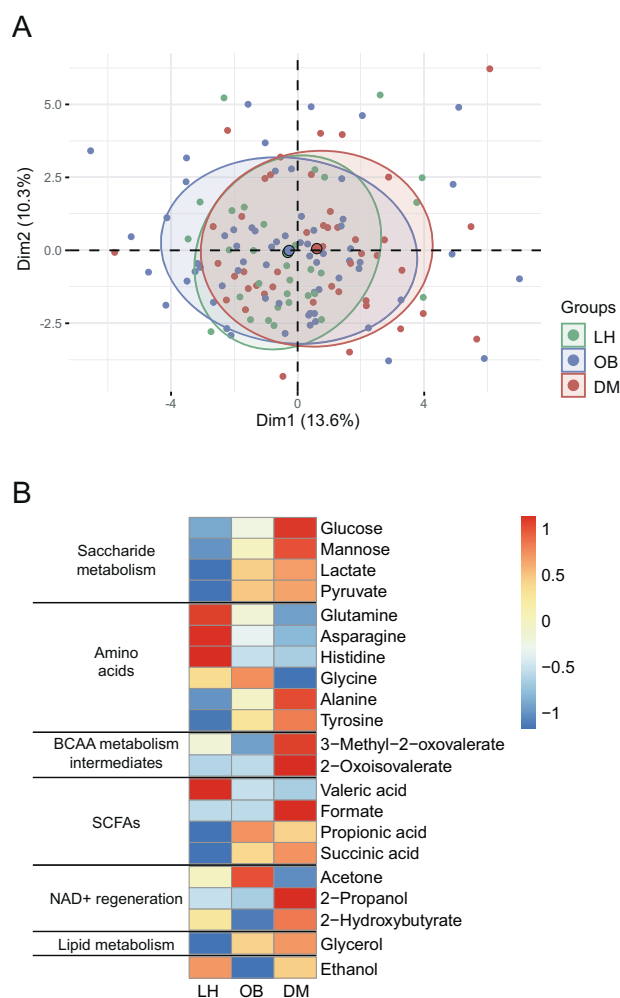 A
5.0
2.5
0.0
-2.5
Dim2 (10.3%)
-4
0
4
Dim1 (13.6%)
Groups
LH
OB
DM
B
Saccharide
metabolism
Glucose
Mannose
Lactate
Pyruvate
Amino
acids
Glutamine
Asparagine
Histidine
Glycine
Alanine
Tyrosine
BCAA metabolism
intermediates
3−Methyl−2−oxovalerate
2−Oxoisovalerate
SCFAs
Valeric acid
Formate
Propionic acid
Succinic acid
NAD+ regeneration
Acetone
2−Propanol
2−Hydroxybutyrate
Lipid metabolism
Glycerol
Ethanol
LH OB DM
1
0.5
0
−0.5
−1